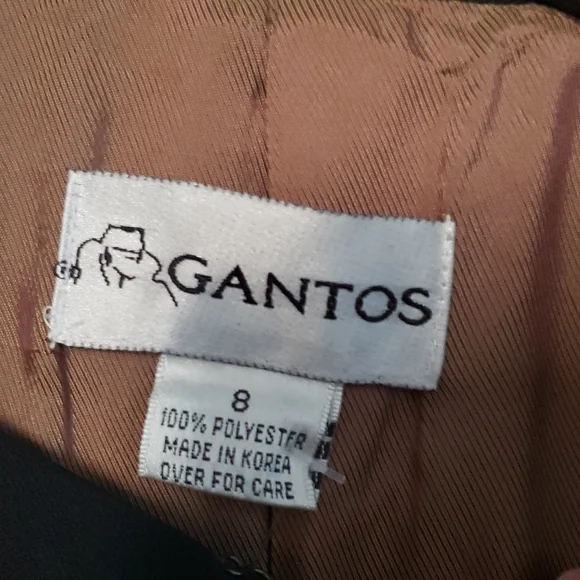 GANTOS
8
100% POLYESTER
MADE IN KOREA
OVER FOR CARE